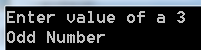 Enter value of a 3
Odd Number